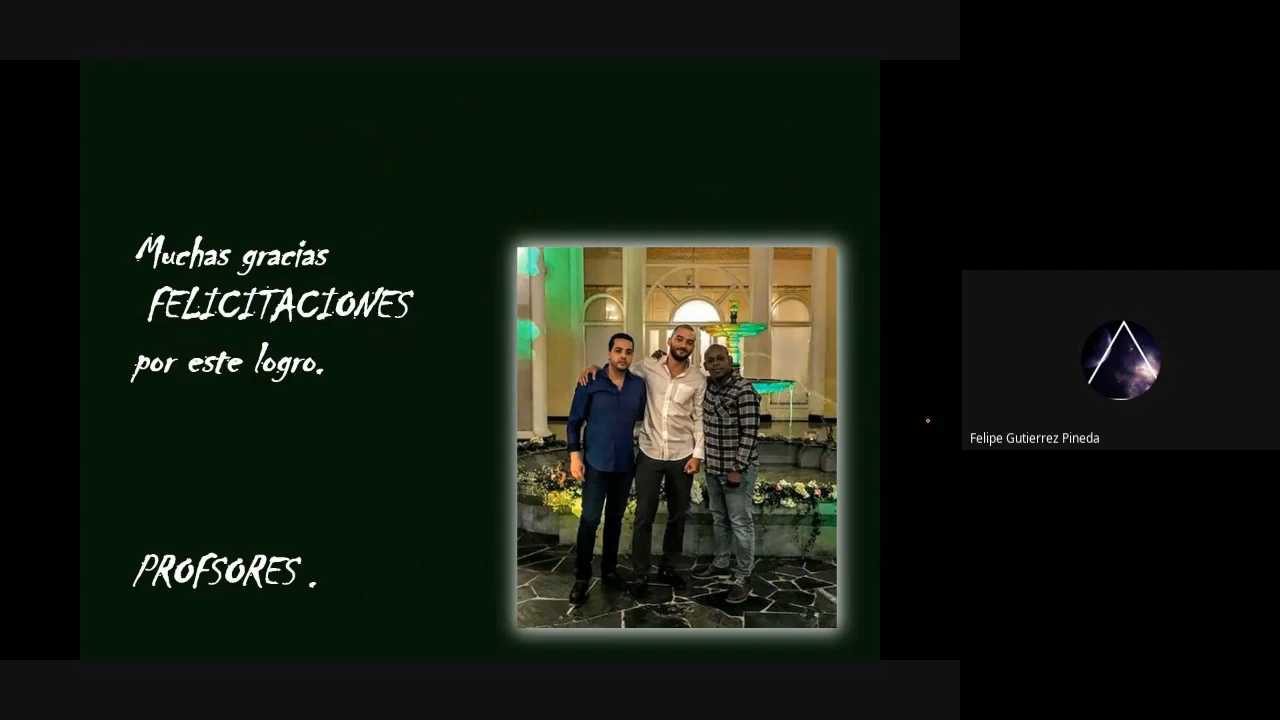 Muchas gracias
FELICITACIONES
por este logro.
PROFSORES .
Felipe Gutierrez Pineda